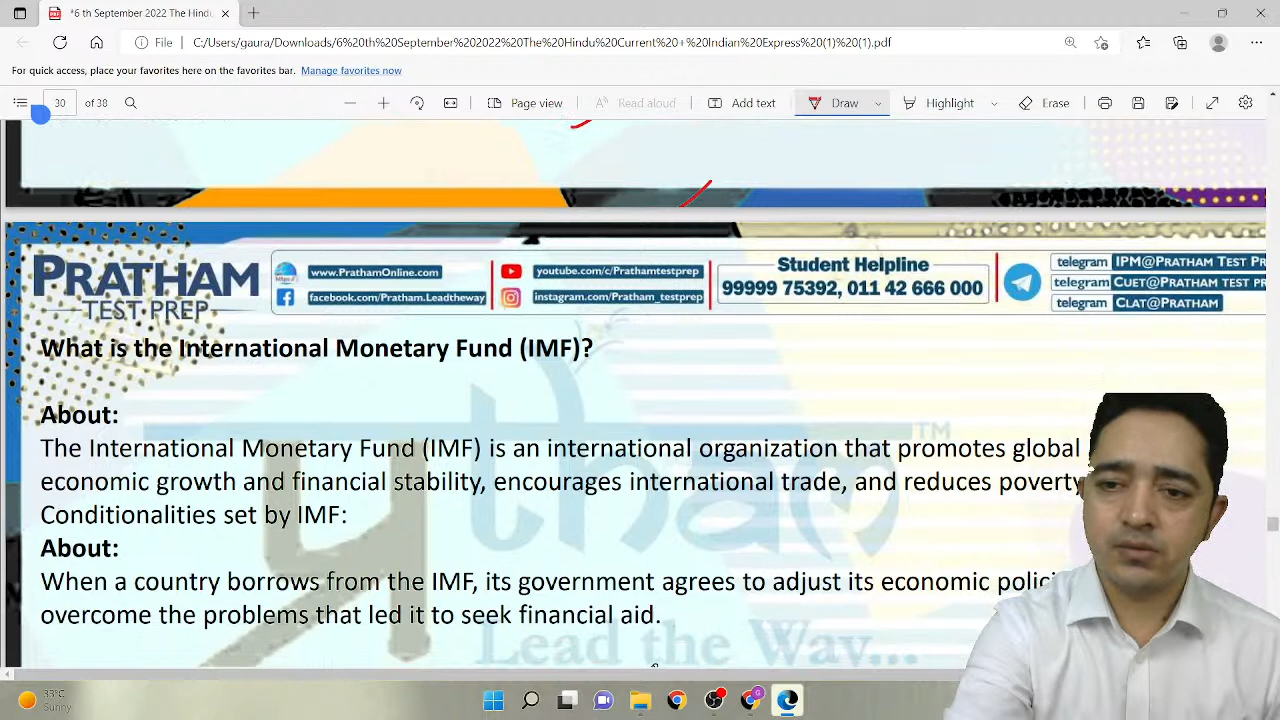 *6 th September 2022 The Hindu
File
C:/Users/gaura/Downloads/6%20th%20September%202022%20The%20Hindu%20Current%20+%20Indian%20Express%20(1)%20(1).pdf
For quick access, place your favorites here on the favorites bar. Manage favorites now
30 of 38
Page view
Read aloud
Add text
Draw
Highlight
Erase
PRATHAM
TEST PREP
https://
www.PrathamOnline.com
facebook.com/Pratham.Leadtheway
youtube.com/c/Prathamtestprep
instagram.com/Pratham_testprep
Student Helpline
99999 75392, 011 42 666 000
telegram IPM@PRATHAM TEST PR
telegram CUET@PRATHAM TEST PR
telegram CLAT@PRATHAM
What is the International Monetary Fund (IMF)?
About:
The International Monetary Fund (IMF) is an international organization that promotes global
economic growth and financial stability, encourages international trade, and reduces poverty
Conditionalities set by IMF:
About:
When a country borrows from the IMF, its government agrees to adjust its economic polici
overcome the problems that led it to seek financial aid.
प्रथम
tham TM
Lead the Way...
33°C
Sunny